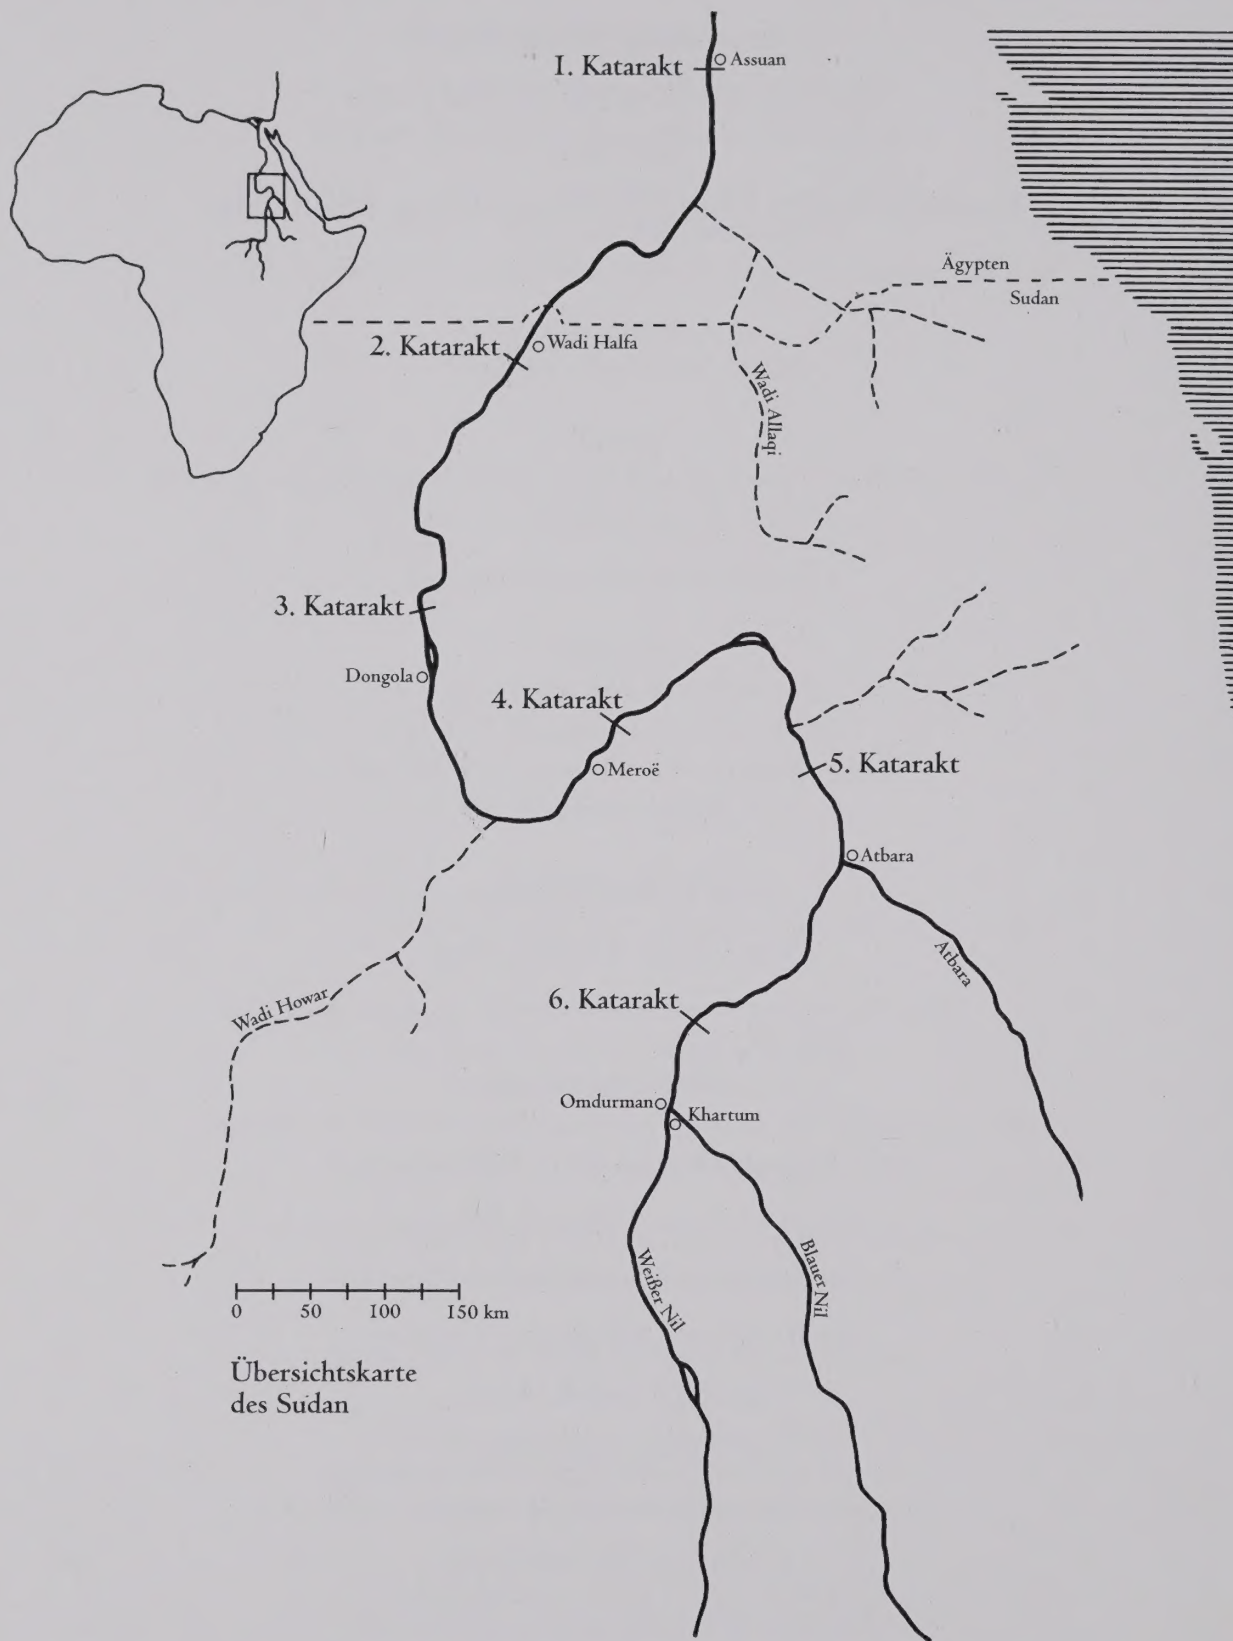 1. Katarakt
Assuan
Ägypten
Sudan
2. Katarakt
Wadi Halfa
Wadi Allaqi
3. Katarakt
Dongola
4. Katarakt
Meroë
5. Katarakt
Atbara
Atbara
Wadi Howar
6. Katarakt
Omdurman
Khartum
Weißer Nil
Blauer Nil
0 50 100 150 km
Übersichtskarte
des Sudan